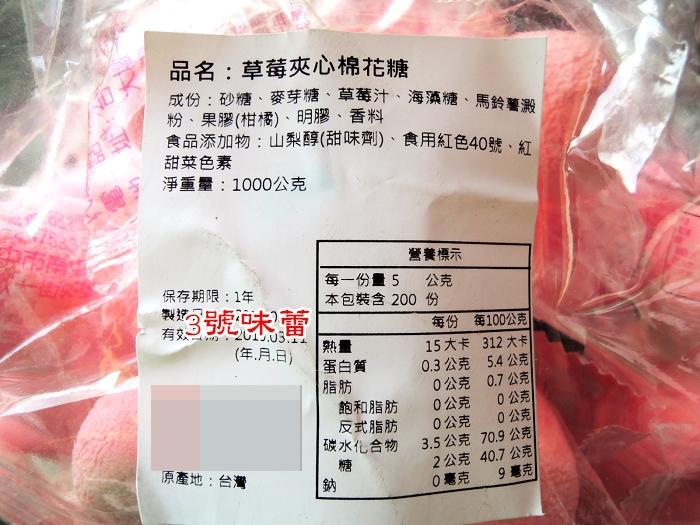 品名：草莓夾心棉花糖
成份：砂糖、麥芽糖、草莓汁、海藻糖、馬鈴薯澱
粉、果膠(柑橘)、明膠、香料
食品添加物：山梨醇(甜味劑)、食用紅色40號、紅
甜菜色素
淨重量：1000公克
保存期限：1年
製造日
有效日期：
(年.月.日)
3號味蕾
原產地：台灣
營養標示
每一份量 5 公克
本包裝含 200 份
每份 每100公克
熱量 15 大卡 312 大卡
蛋白質 0.3 公克 5.4 公克
脂肪 0 公克 0.7 公克
飽和脂肪 0 公克 0 公克
反式脂肪 0 公克 0 公克
碳水化合物 3.5 公克 70.9 公克
糖 2 公克 40.7 公克
鈉 0 毫克 9 毫克